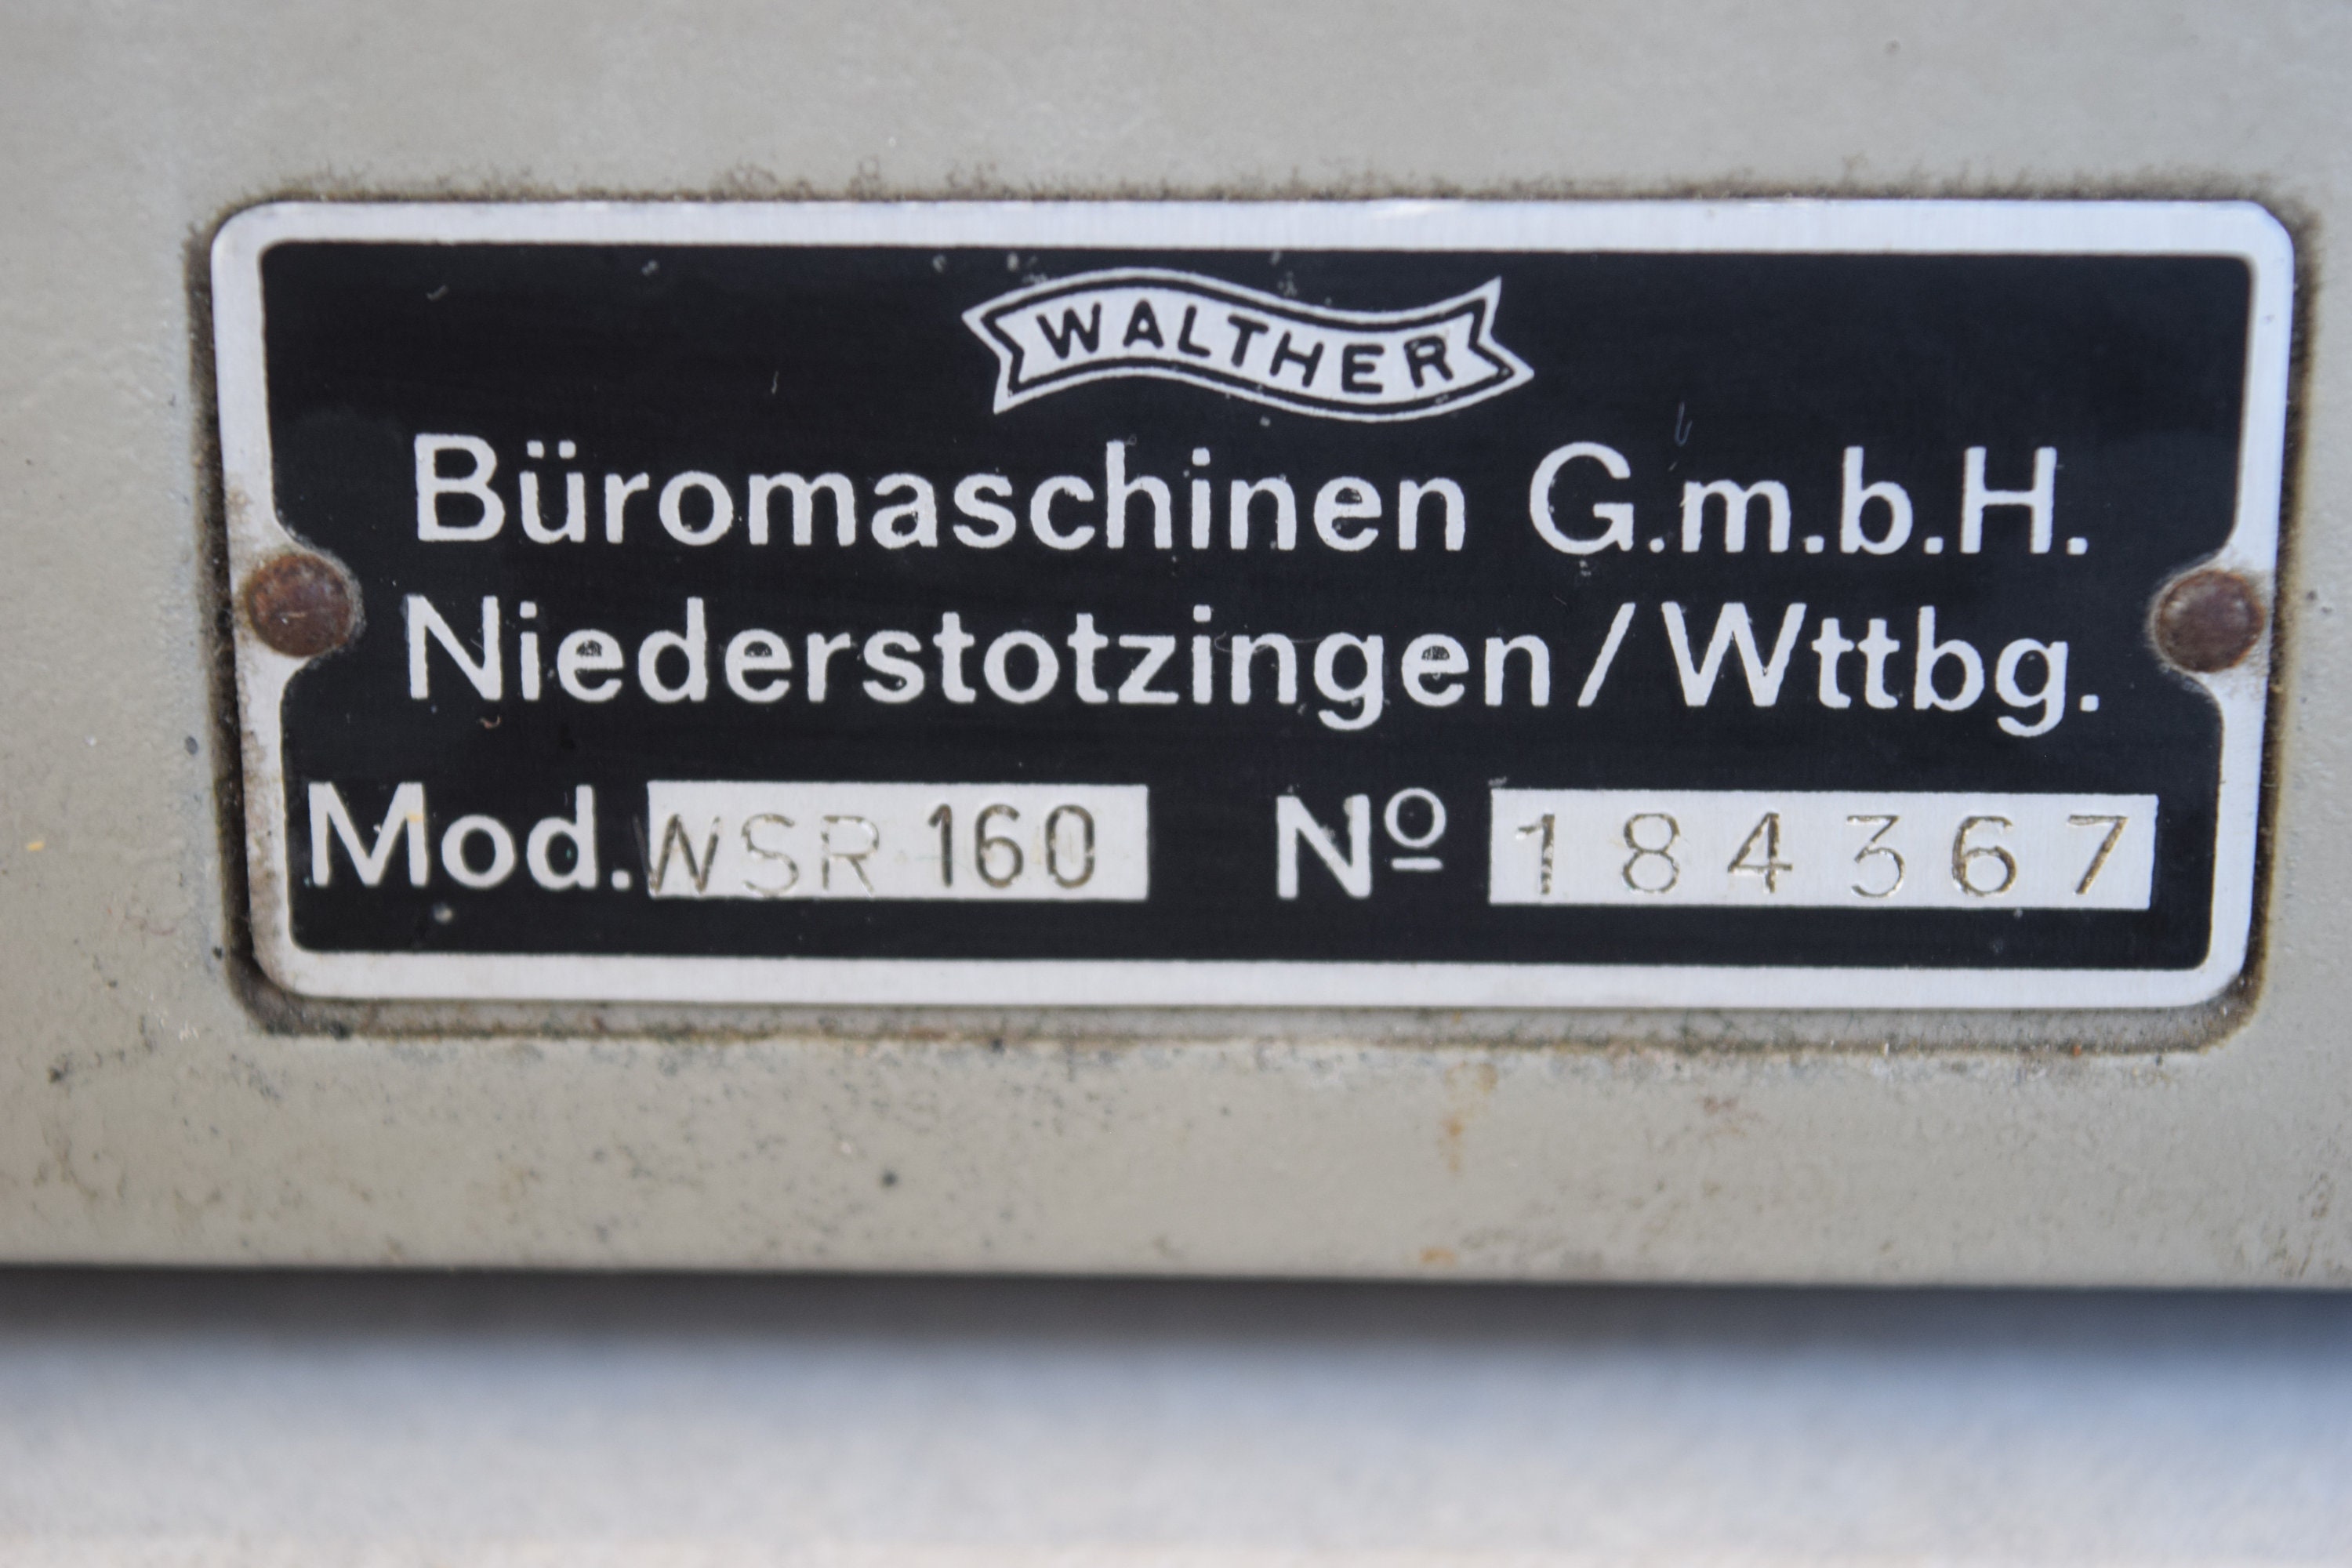 WALTHER
Büromaschinen G.m.b.H.
Niederstotzingen/Wttbg.
Mod. WSR 160 Nº 184367